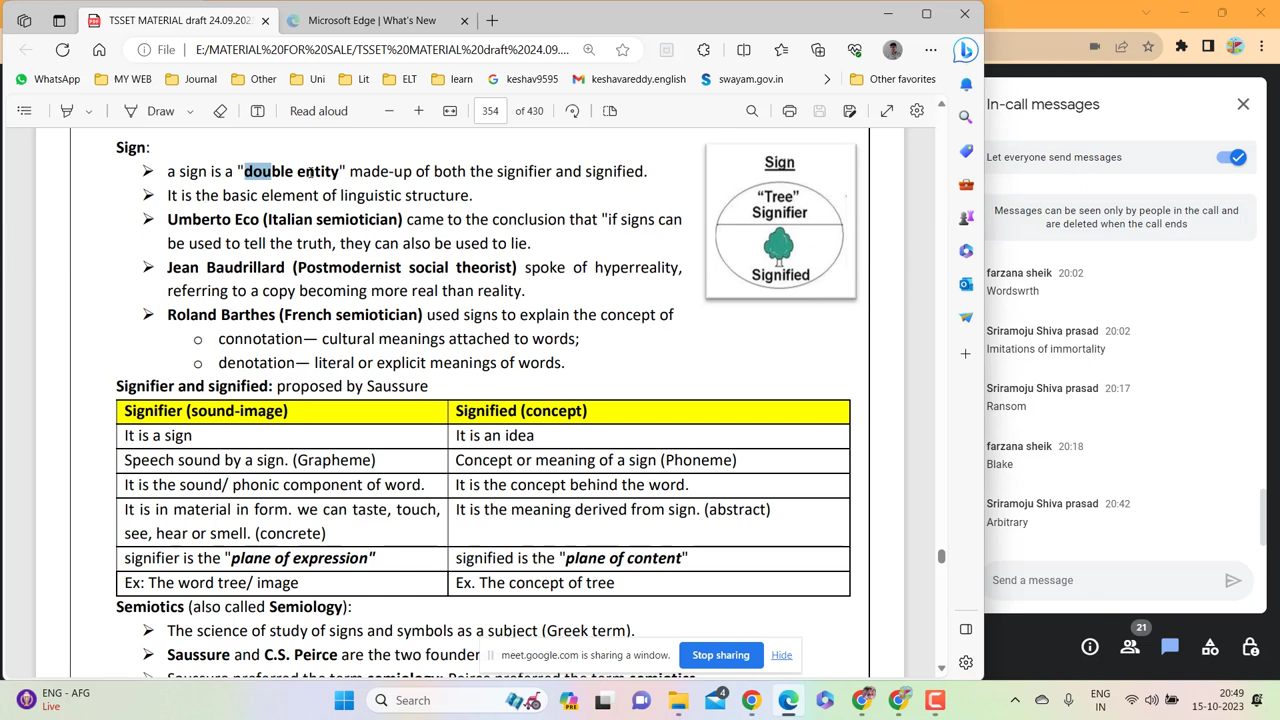 TSSET MATERIAL draft 24.09.202
Microsoft Edge | What's New
File
E:/MATERIAL%20FOR%20SALE/TSSET%20MATERIAL%20draft%2024.09....
WhatsApp
MY WEB
Journal
Other
Uni
Lit
ELT
learn
keshav9595
keshavareddy.english
swayam.gov.in
Other favorites
Draw
Read aloud
354
of 430
Sign:
a sign is a "double entity" made-up of both the signifier and signified.
It is the basic element of linguistic structure.
Umberto Eco (Italian semiotician) came to the conclusion that "if signs can
be used to tell the truth, they can also be used to lie.
Jean Baudrillard (Postmodernist social theorist) spoke of hyperreality,
referring to a copy becoming more real than reality.
Roland Barthes (French semiotician) used signs to explain the concept of
connotation— cultural meanings attached to words;
denotation— literal or explicit meanings of words.
Sign
"Tree"
Signifier
Signified
Signifier and signified: proposed by Saussure
Signifier (sound-image)
Signified (concept)
It is a sign
It is an idea
Speech sound by a sign. (Grapheme)
Concept or meaning of a sign (Phoneme)
It is the sound/ phonic component of word.
It is the concept behind the word.
It is in material in form. we can taste, touch,
see, hear or smell. (concrete)
It is the meaning derived from sign. (abstract)
signifier is the "plane of expression"
signified is the "plane of content"
Ex: The word tree/ image
Ex. The concept of tree
Semiotics (also called Semiology):
The science of study of signs and symbols as a subject (Greek term).
Saussure and C.S. Peirce are the two founder
meet.google.com is sharing a window.
Stop sharing
Hide
In-call messages
Let everyone send messages
Messages can be seen only by people in the call and
are deleted when the call ends
farzana sheik 20:02
Wordswrth
Sriramoju Shiva prasad 20:02
Imitations of immortality
Sriramoju Shiva prasad 20:17
Ransom
farzana sheik 20:18
Blake
Sriramoju Shiva prasad 20:42
Arbitrary
Send a message
21
ENG - AFG
Live
Search
PRE
4
ENG
IN
20:49
15-10-2023